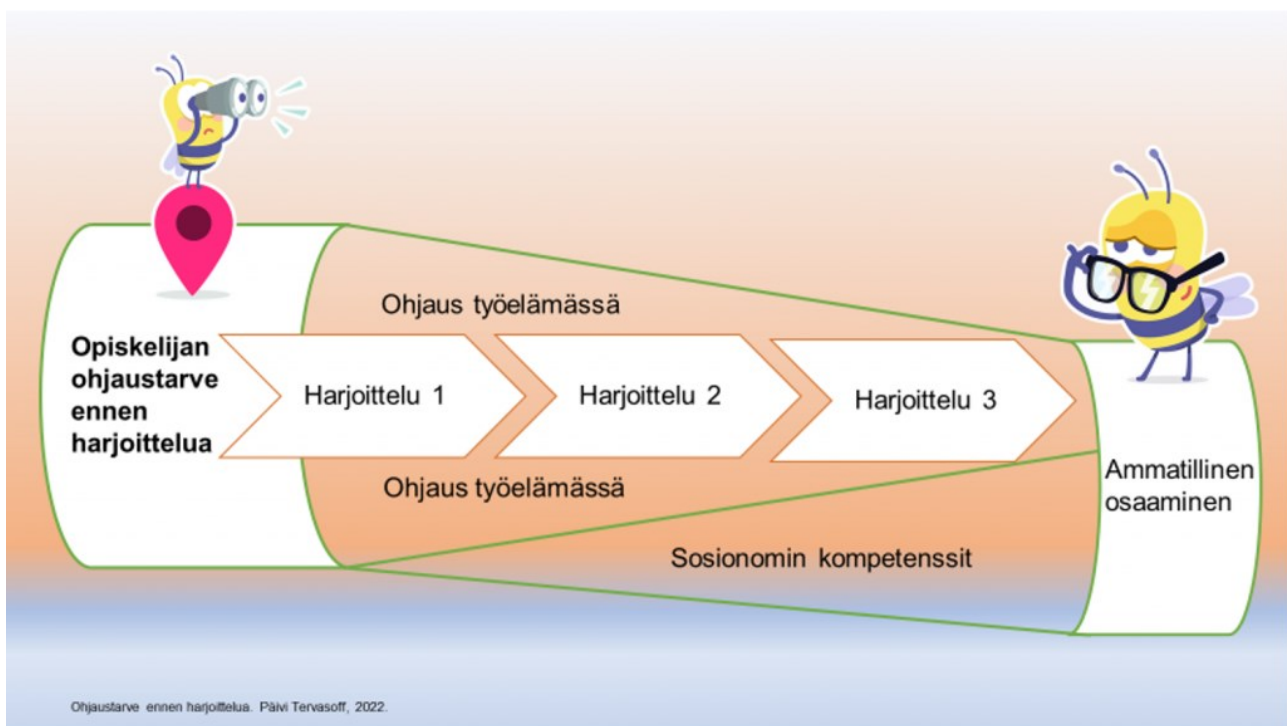 Ohjaus työelämässä
Opiskelijan
ohjaustarve
ennen
harjoittelua
Harjoittelu 1
Harjoittelu 2
Harjoittelu 3
Ohjaus työelämässä
Ammatillinen
osaaminen
Sosionomin kompetenssit
Ohjaustarve ennen harjoittelua. Päivi Tervasoff, 2022.